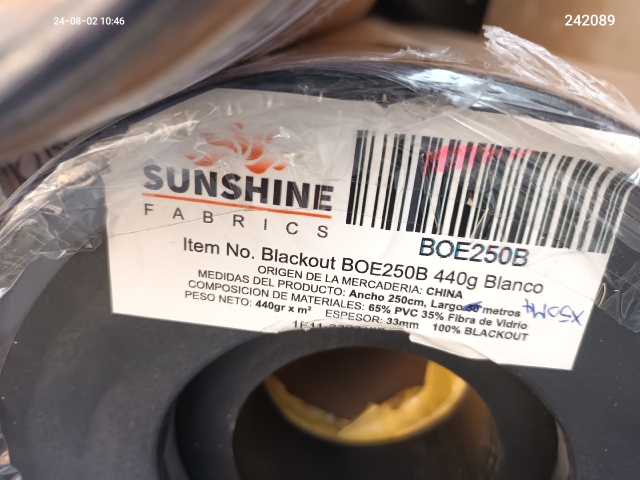 24-08-02 10:46
242089
SUNSHINE
FABRICS
BOE250B
Item No. Blackout BOE250B 440g Blanco
ORIGEN DE LA MERCADERIA: CHINA
MEDIDAS DEL PRODUCTO: Ancho 250cm, Largo metros
COMPOSICION DE MATERIALES: 65% PVC 35% Fibra de Vidrio
PESO NETO: 440gr x m² ESPESOR: 33mm 100% BLACKOUT